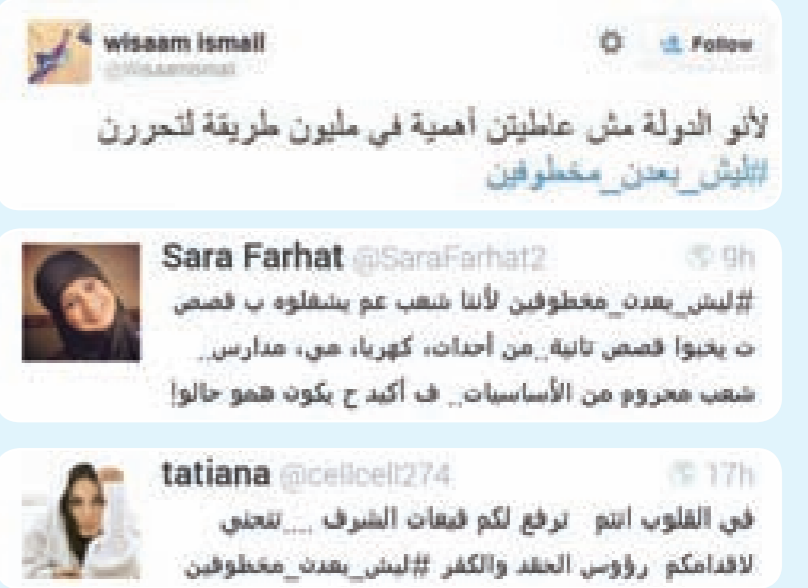 wisaam ismail
@Wisaamismail
Follow
لأنو الدولة مش عاطيتن أهمية في مليون طريقة لتحررن
#ليش_بعدن_مخطوفين
Sara Farhat @SaraFarhat2 9h
#ليش_بعدن_مخطوفين لأننا شعب عم يشغلوه ب قصص
ت يخبوا قصص تانية..من أحداث، كهربا، مي، مدارس..
شعب محروم من الأساسيات.. ف أكيد ح يكون همو حالو!
tatiana @cellcell274 17h
في القلوب انتم ترفع لكم قبعات الشرف ....تنحني
لاقدامكم رؤوس الحقد والكفر #ليش_بعدن_مخطوفين